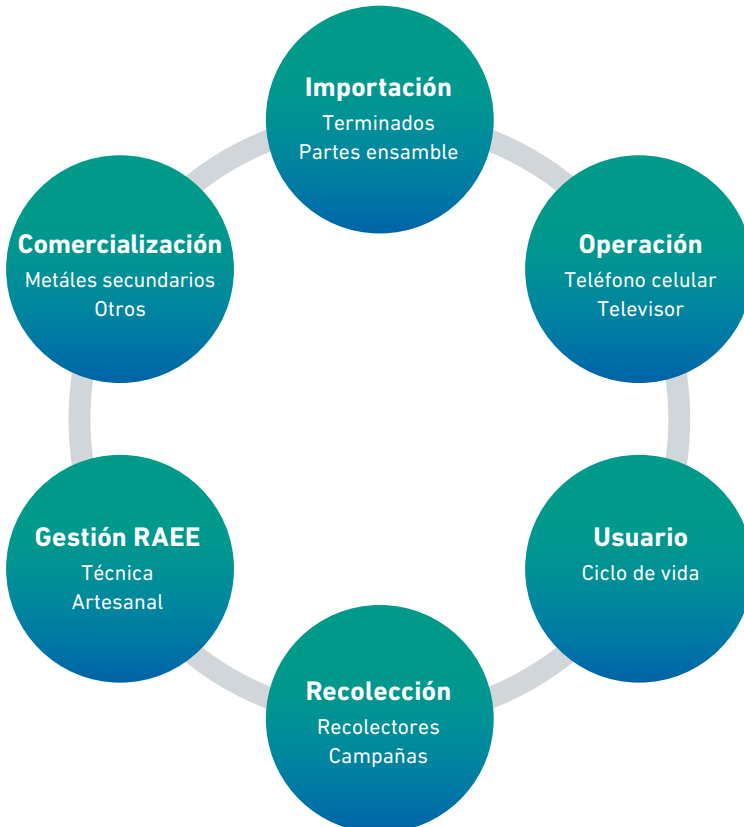 Importación
Terminados
Partes ensamble
Operación
Teléfono celular
Televisor
Usuario
Ciclo de vida
Recolección
Recolectores
Campañas
Gestión RAEE
Técnica
Artesanal
Comercialización
Metáles secundarios
Otros